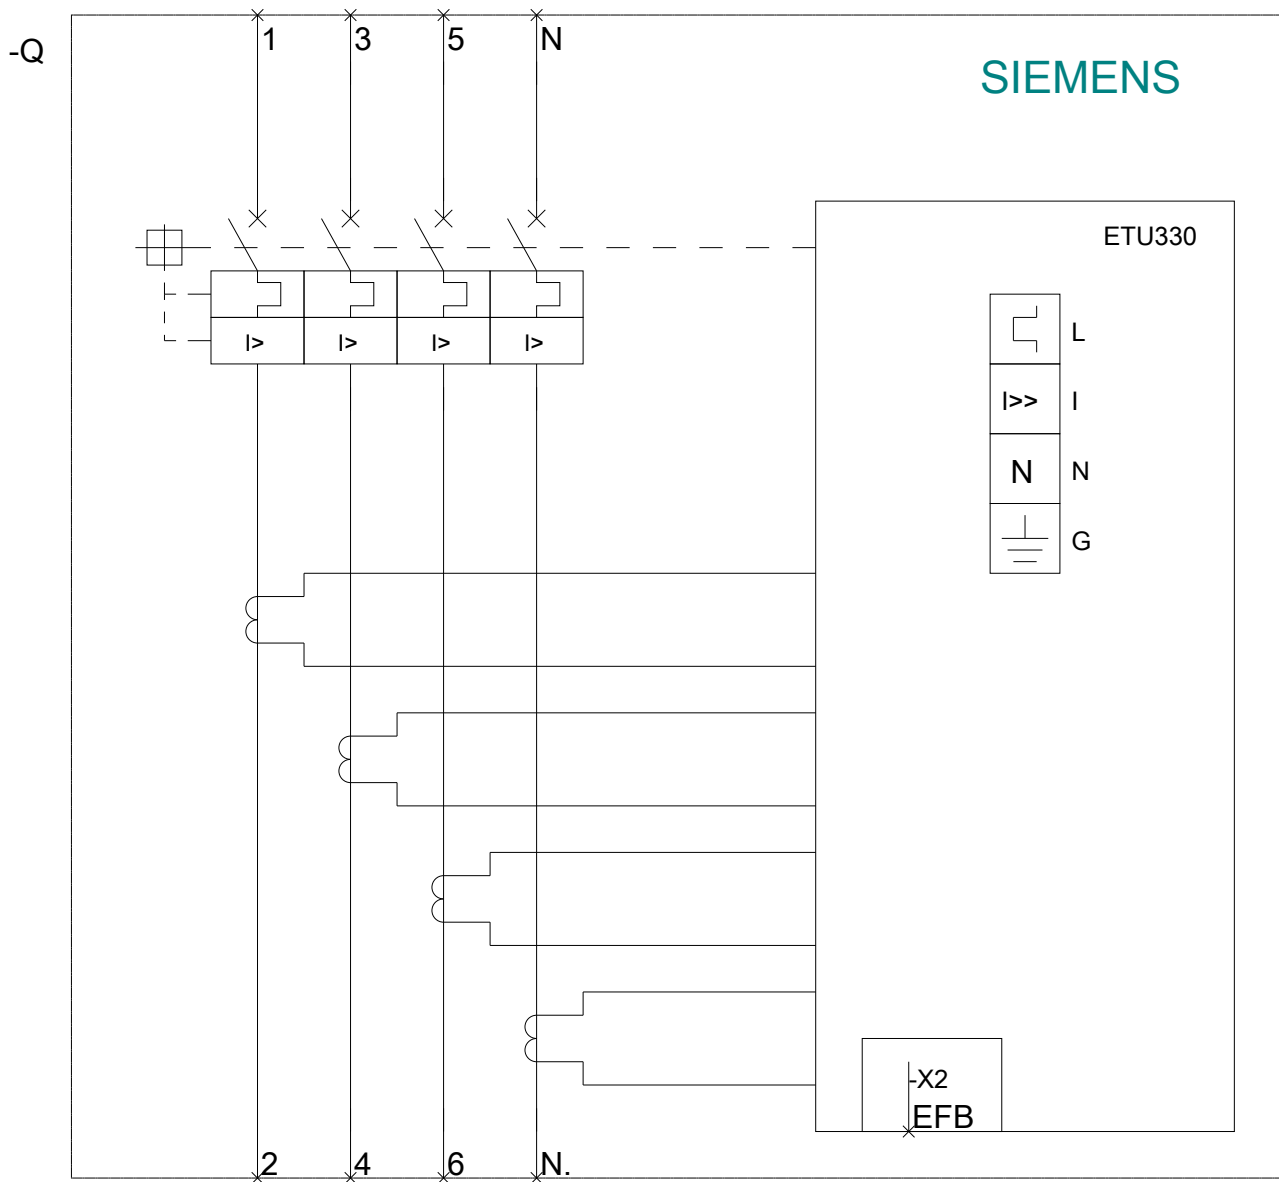 1 3 5 N
-Q
SIEMENS
ETU330
I> I> I> I>
L
I>> I
N N
G
-X2
EFB
2 4 6 N.